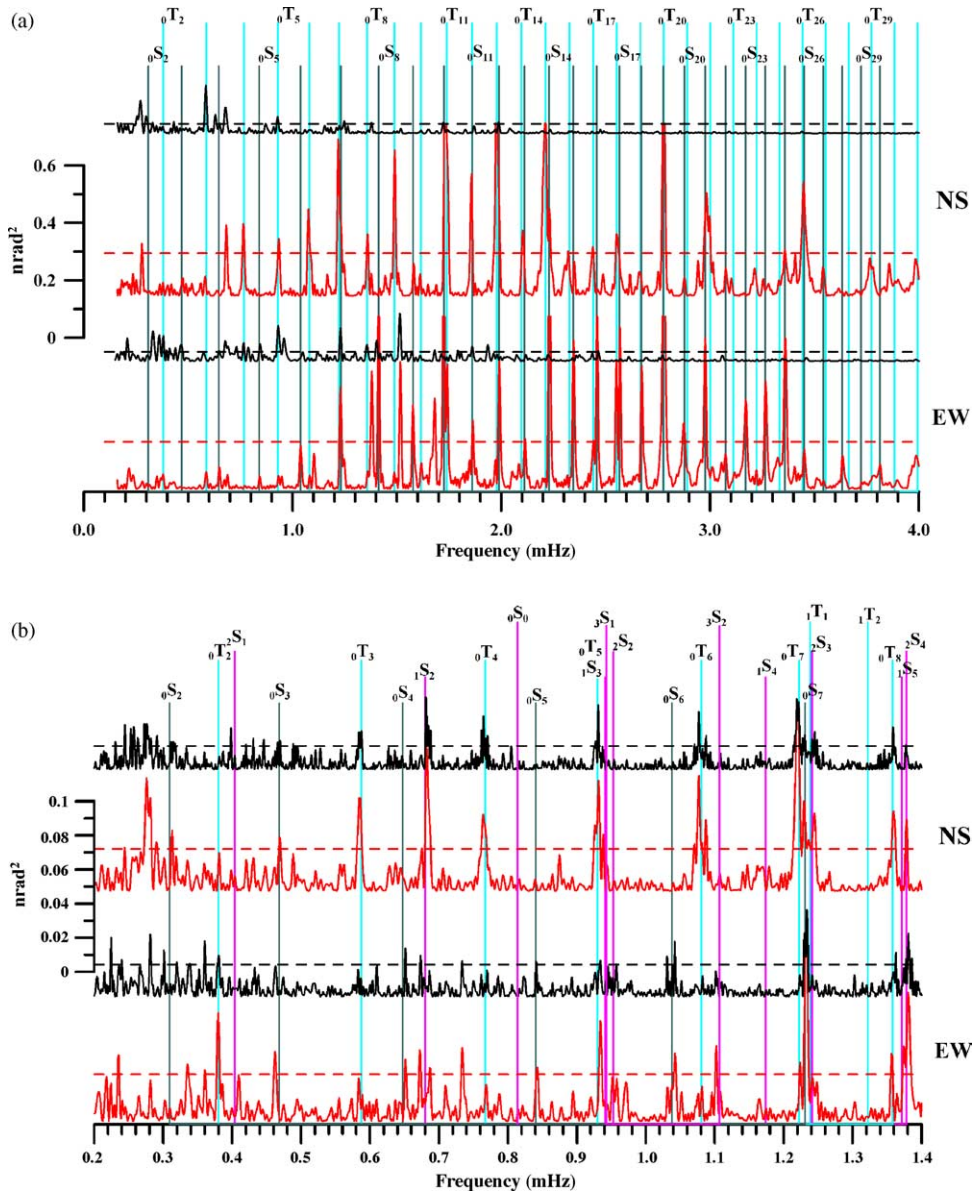 (a)
₀T₂ ₀T₅ ₀T₈ ₀T₁₁ ₀T₁₄ ₀T₁₇ ₀T₂₀ ₀T₂₃ ₀T₂₆ ₀T₂₉
₀S₂ ₀S₅ ₀S₈ ₀S₁₁ ₀S₁₄ ₀S₁₇ ₀S₂₀ ₀S₂₃ ₀S₂₆ ₀S₂₉
0.6
0.4
0.2
0
nrad²
NS
EW
0.0 1.0 2.0 3.0 4.0
Frequency (mHz)
(b)
₀S₀ ₃S₁ ₃S₂ ₁T₁ ₁T₂
₀T₂ ₂S₁ ₀T₃ ₀T₄ ₀T₅ ₂S₂ ₀T₆ ₀T₇ ₂S₃ ₀T₈ ₂S₄
₁S₂ ₁S₃ ₁S₄ ₁S₅
₀S₂ ₀S₃ ₀S₄ ₀S₅ ₀S₆ ₀S₇
0.1
0.08
0.06
0.04
0.02
0
nrad²
NS
EW
0.2 0.3 0.4 0.5 0.6 0.7 0.8 0.9 1.0 1.1 1.2 1.3 1.4
Frequency (mHz)